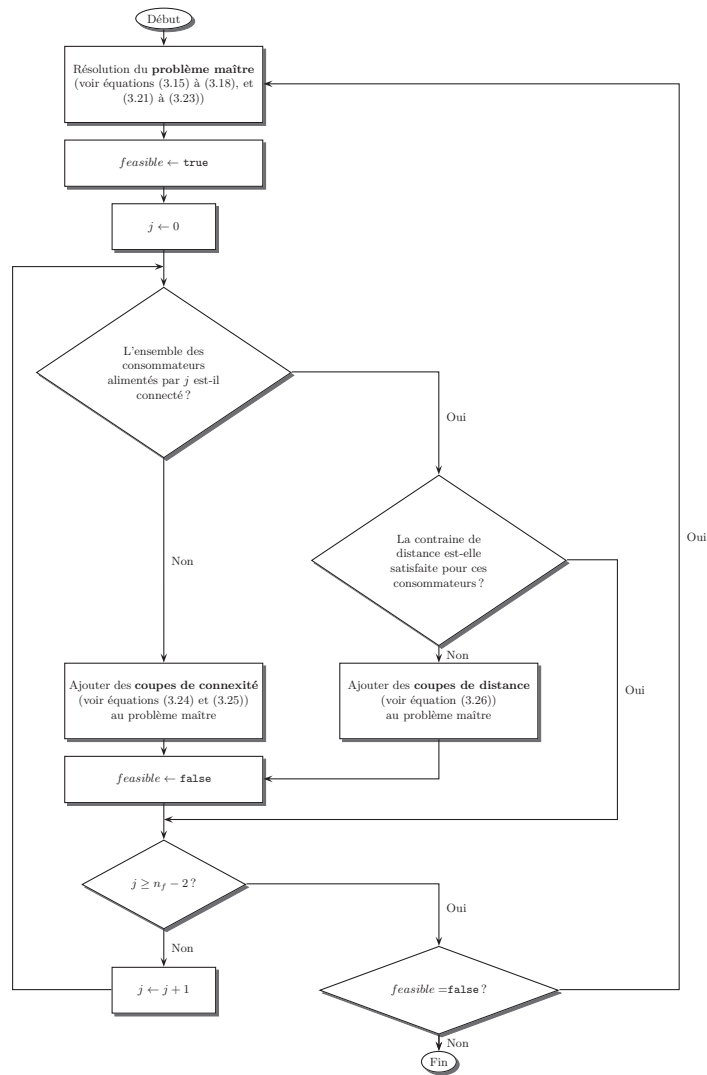 Début
Résolution du problème maître
(voir équations (3.15) à (3.18), et
(3.21) à (3.23))
feasible ← true
j ← 0
L'ensemble des
consommateurs
alimentés par j est-il
connecté ?
Oui
La contraine de
distance est-elle
satisfaite pour ces
consommateurs ?
Oui
Non
Non
Ajouter des coupes de connexité
(voir équations (3.24) et (3.25))
au problème maître
Ajouter des coupes de distance
(voir équation (3.26))
au problème maître
Oui
feasible ← false
j ≥ n_f − 2 ?
Oui
Non
j ← j + 1
feasible =false ?
Non
Fin